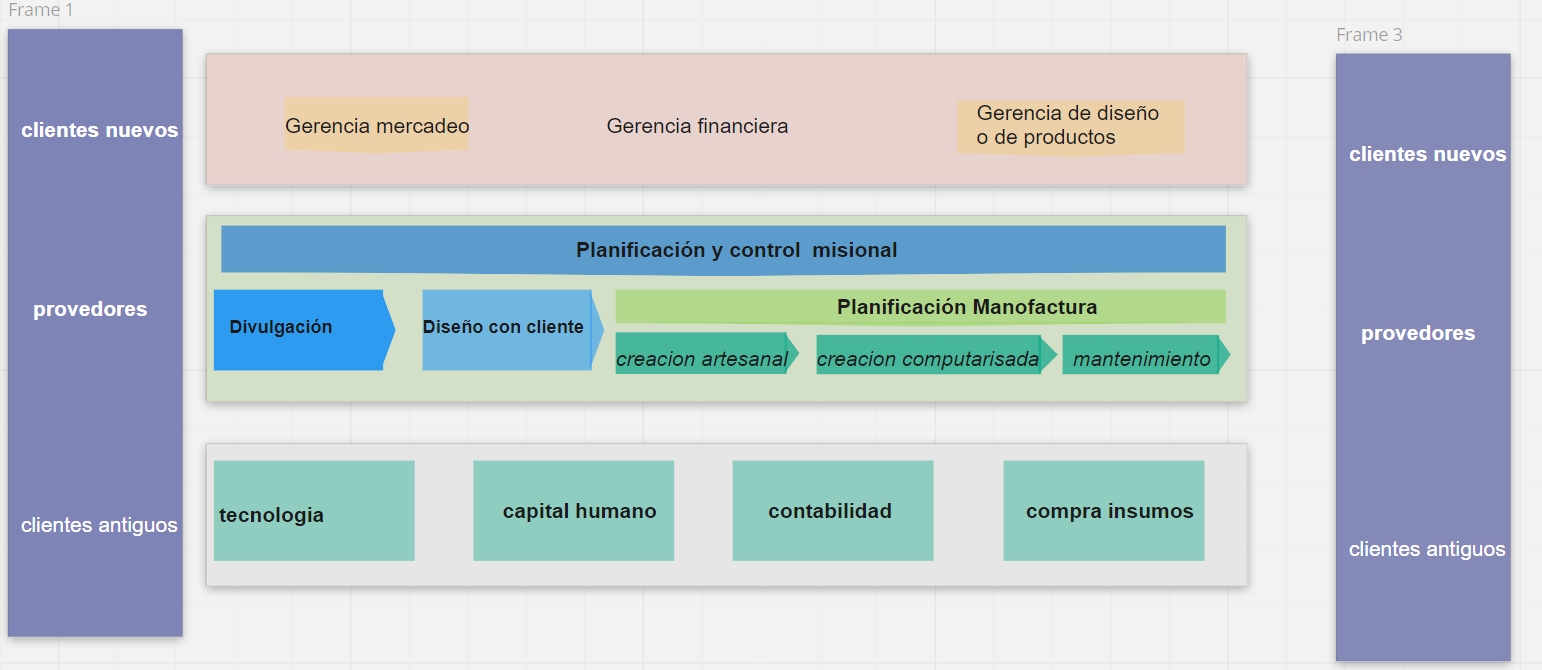 Frame 1
clientes nuevos
provedores
clientes antiguos
Gerencia mercadeo
Gerencia financiera
Gerencia de diseño
o de productos
Planificación y control misional
Divulgación
Diseño con cliente
Planificación Manofactura
creacion artesanal
creacion computarisada
mantenimiento
tecnologia
capital humano
contabilidad
compra insumos
Frame 3
clientes nuevos
provedores
clientes antiguos